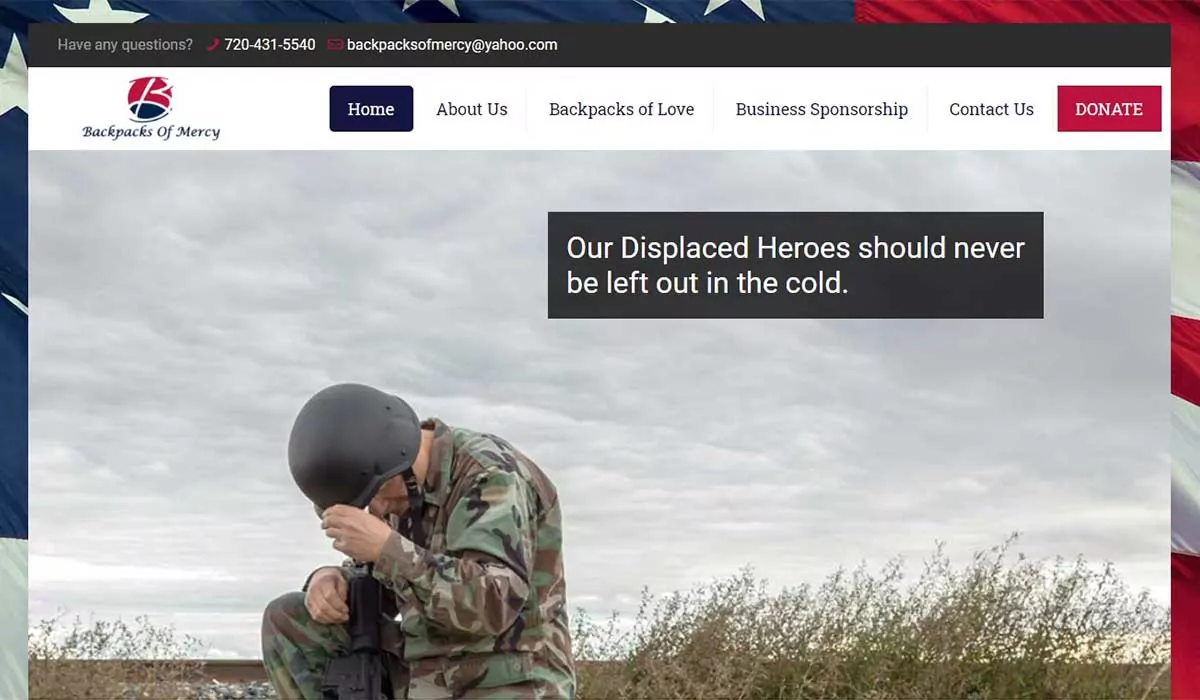 Have any questions? 720-431-5540 backpacksofmercy@yahoo.com
B
Backpacks Of Mercy
Home About Us Backpacks of Love Business Sponsorship Contact Us DONATE
Our Displaced Heroes should never
be left out in the cold.